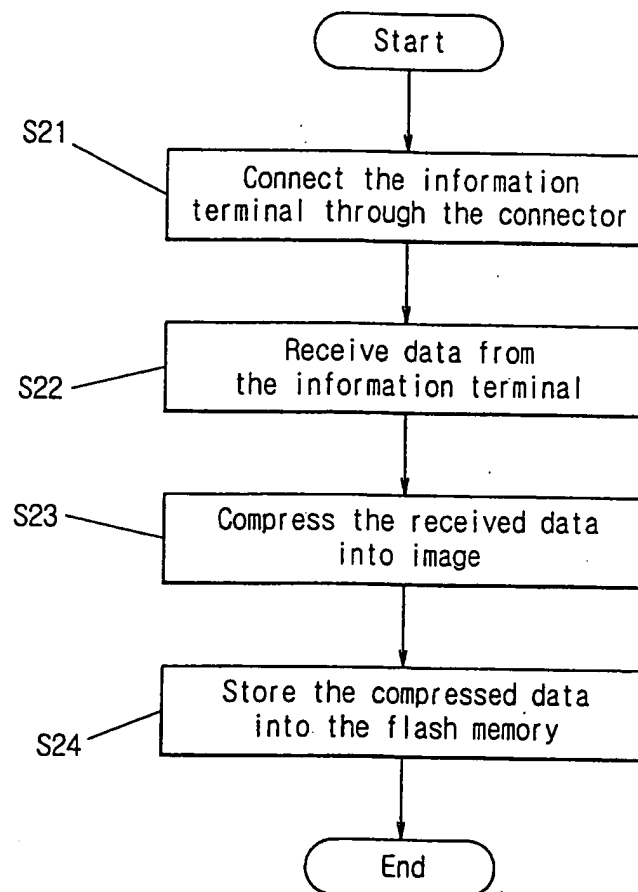 Start
S21
Connect the information
terminal through the connector
Receive data from
the information terminal
S22
S23
Compress the received data
into image
Store the compressed data
into the flash memory
S24
End